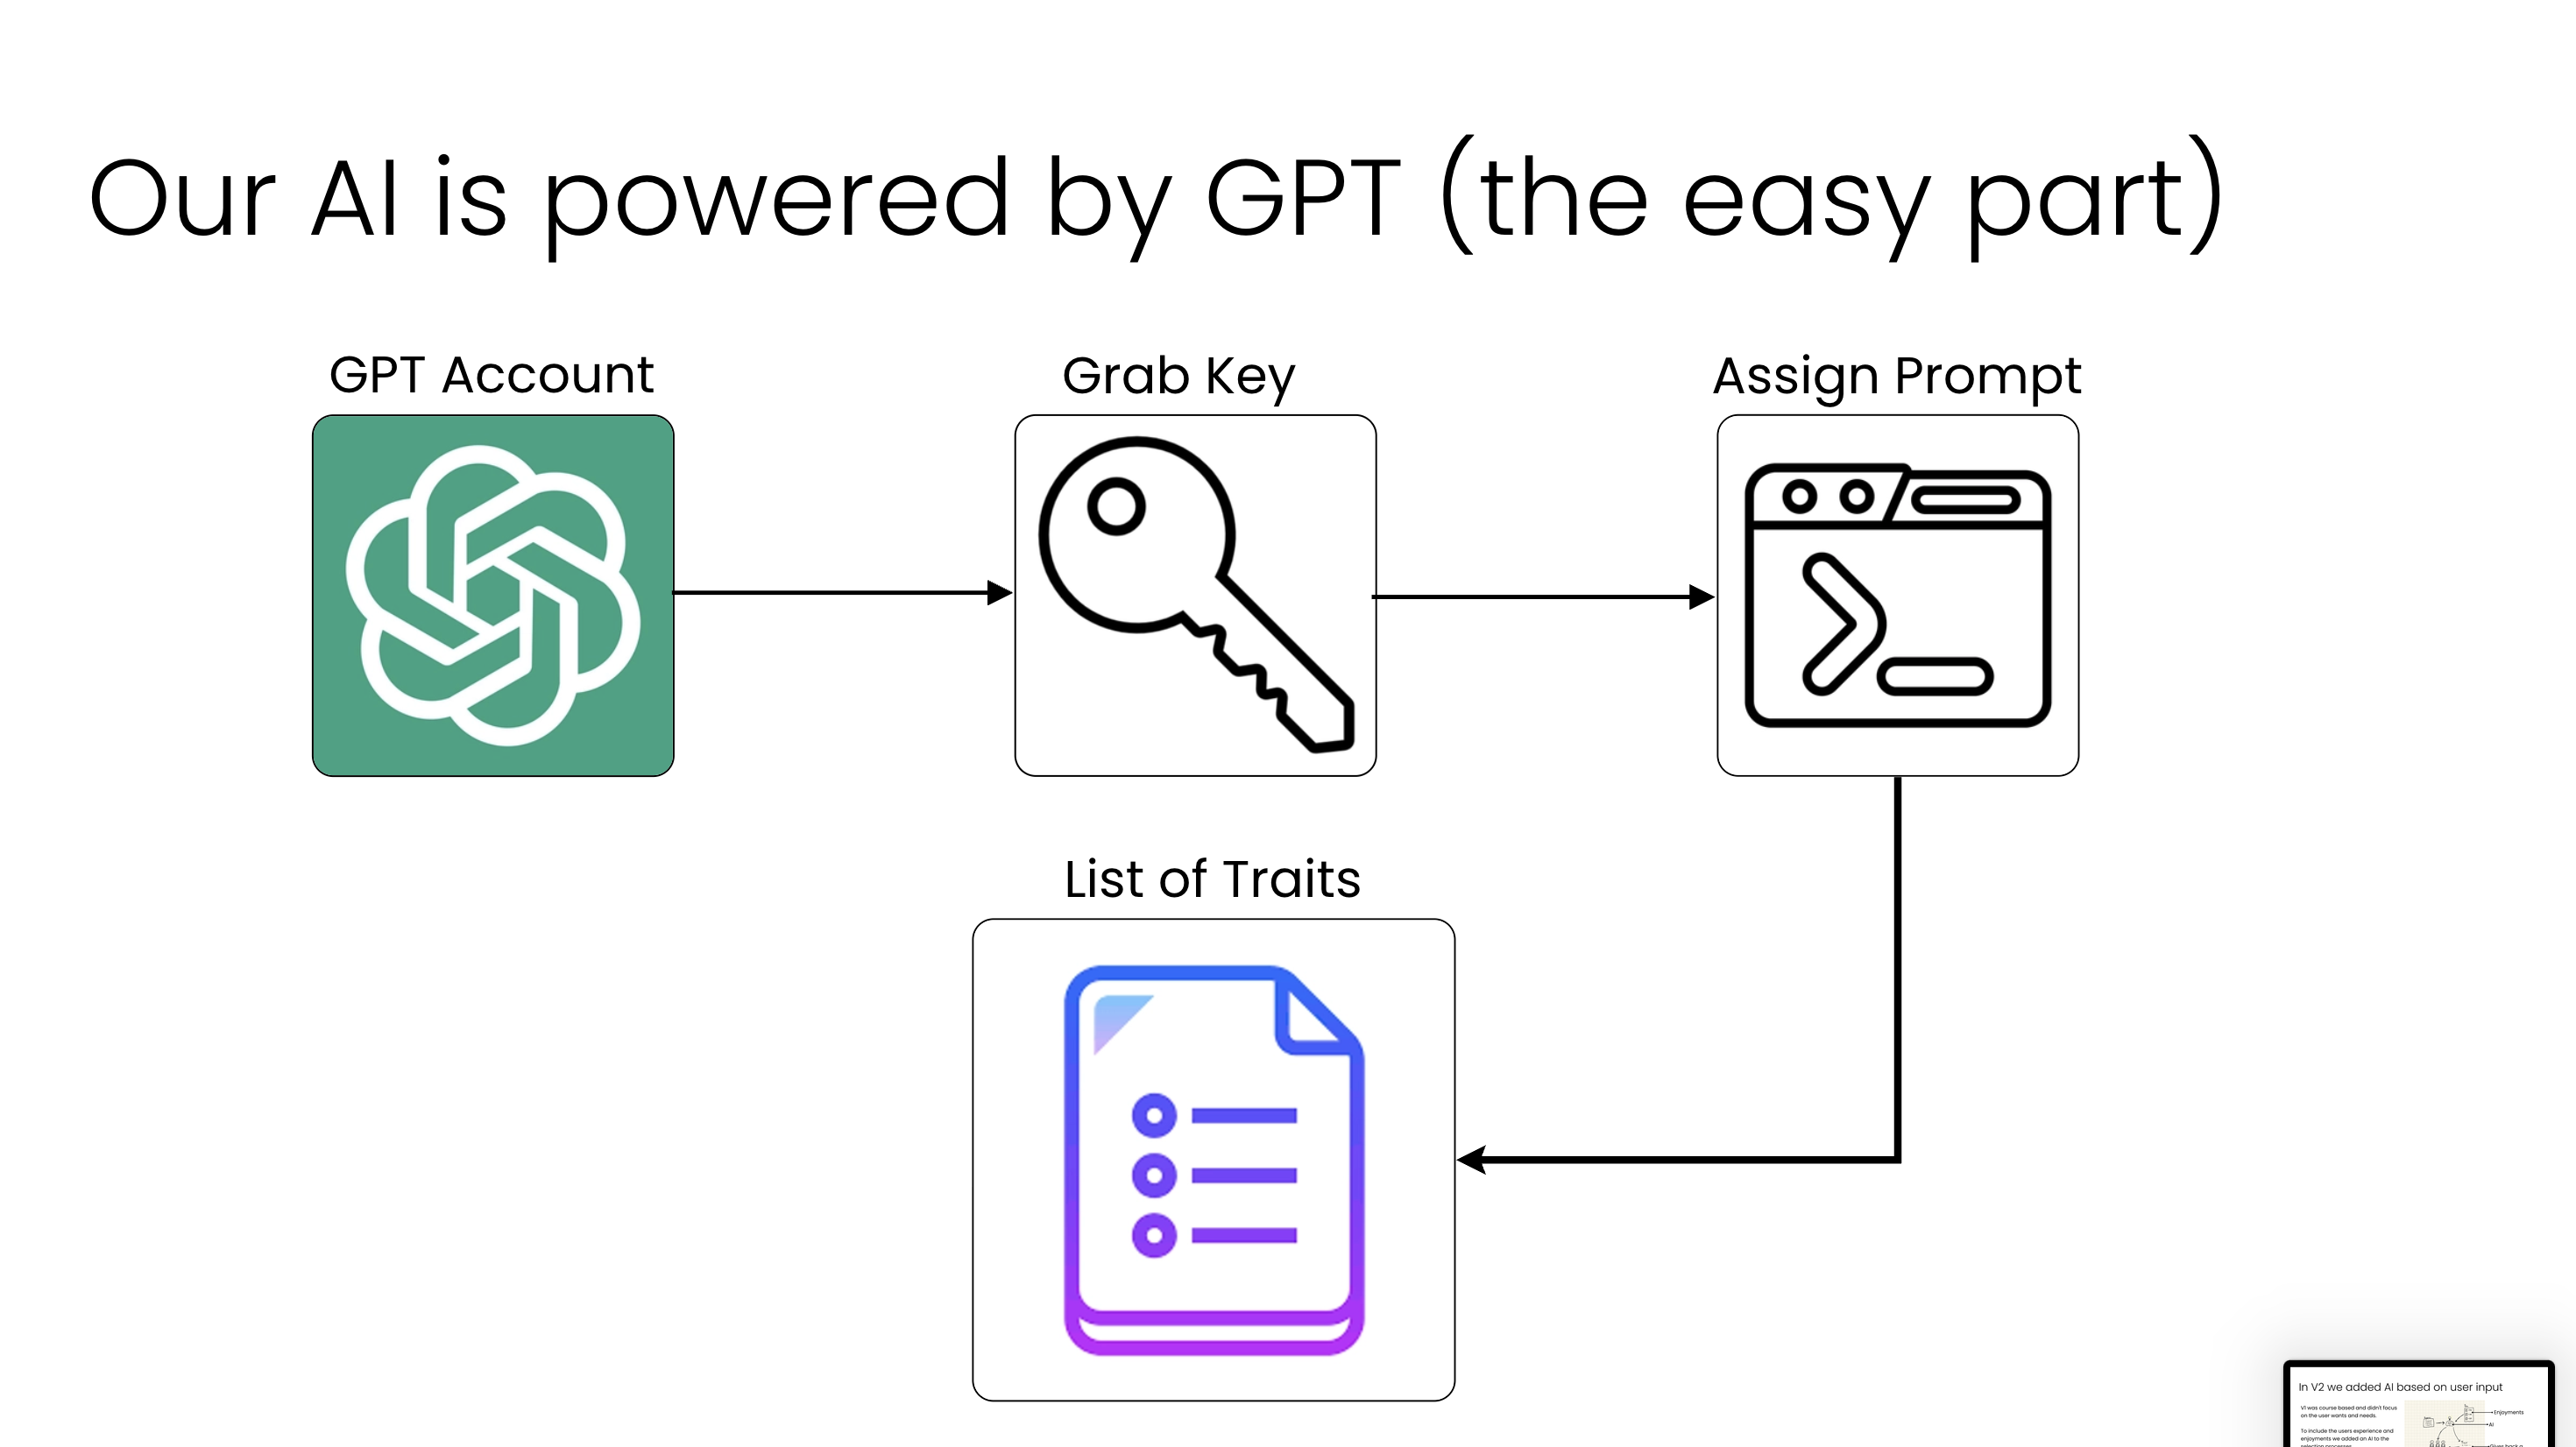 Our AI is powered by GPT (the easy part)
GPT Account
Grab Key
Assign Prompt
List of Traits
In V2 we added AI based on user input
V1 was course based and didn't focus
on the user wants and needs.
To include the users experience and
enjoyments we added an AI to the
selection processes
Enjoyments
AI